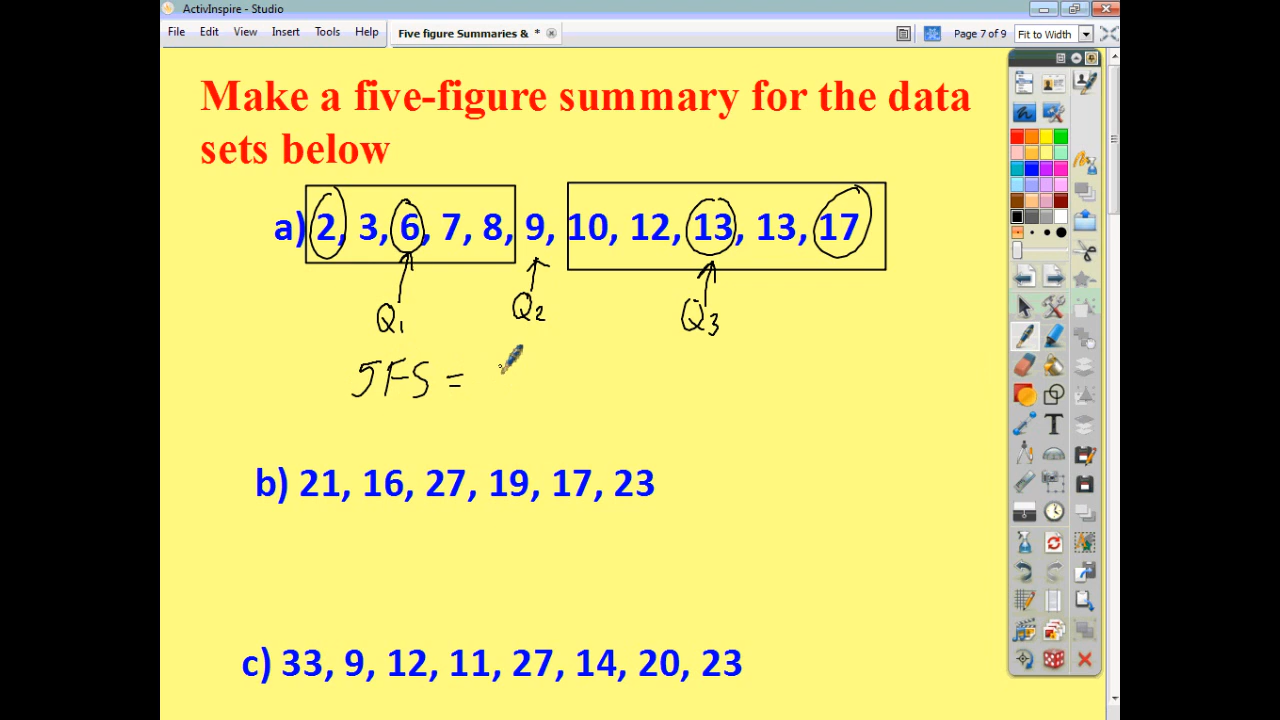 ActivInspire - Studio
File Edit View Insert Tools Help
Five figure Summaries & *
Page 7 of 9
Fit to Width
Make a five-figure summary for the data
sets below
a) 2, 3, 6, 7, 8, 9, 10, 12, 13, 13, 17
Q1 Q2 Q3
5FS =
b) 21, 16, 27, 19, 17, 23
c) 33, 9, 12, 11, 27, 14, 20, 23